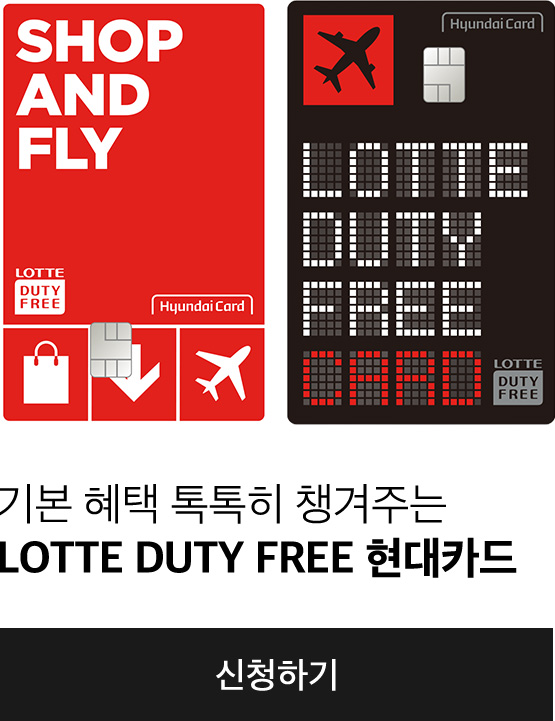 SHOP
AND
FLY
LOTTE
DUTY
FREE
Hyundai Card
Hyundai Card
LOTTE
DUTY
FREE
CARD
LOTTE
DUTY
FREE
기본 혜택 톡톡히 챙겨주는
LOTTE DUTY FREE 현대카드
신청하기